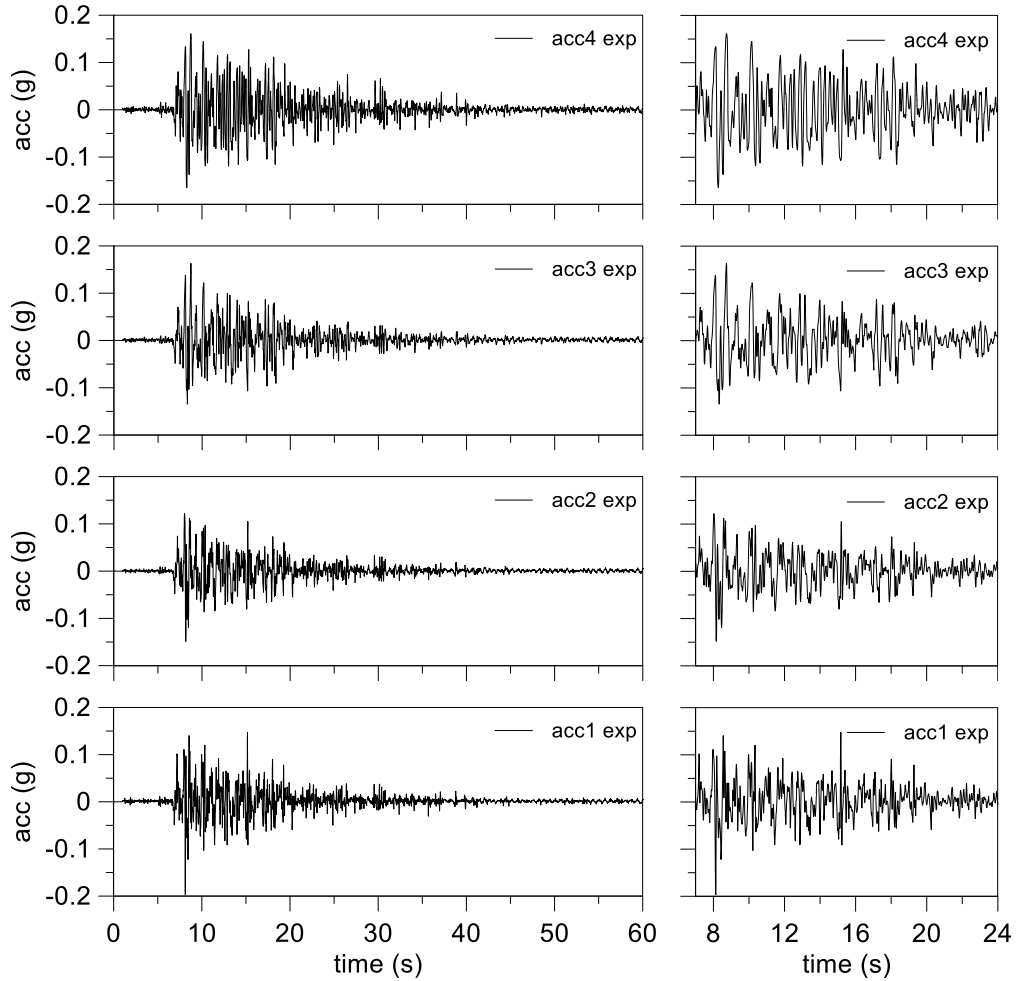 0.2
0.1
0
-0.1
-0.2
acc (g)
acc4 exp
acc4 exp
0.2
0.1
0
-0.1
-0.2
acc (g)
acc3 exp
acc3 exp
0.2
0.1
0
-0.1
-0.2
acc (g)
acc2 exp
acc2 exp
0.2
0.1
0
-0.1
-0.2
acc (g)
acc1 exp
acc1 exp
0 10 20 30 40 50 60
time (s)
8 12 16 20 24
time (s)